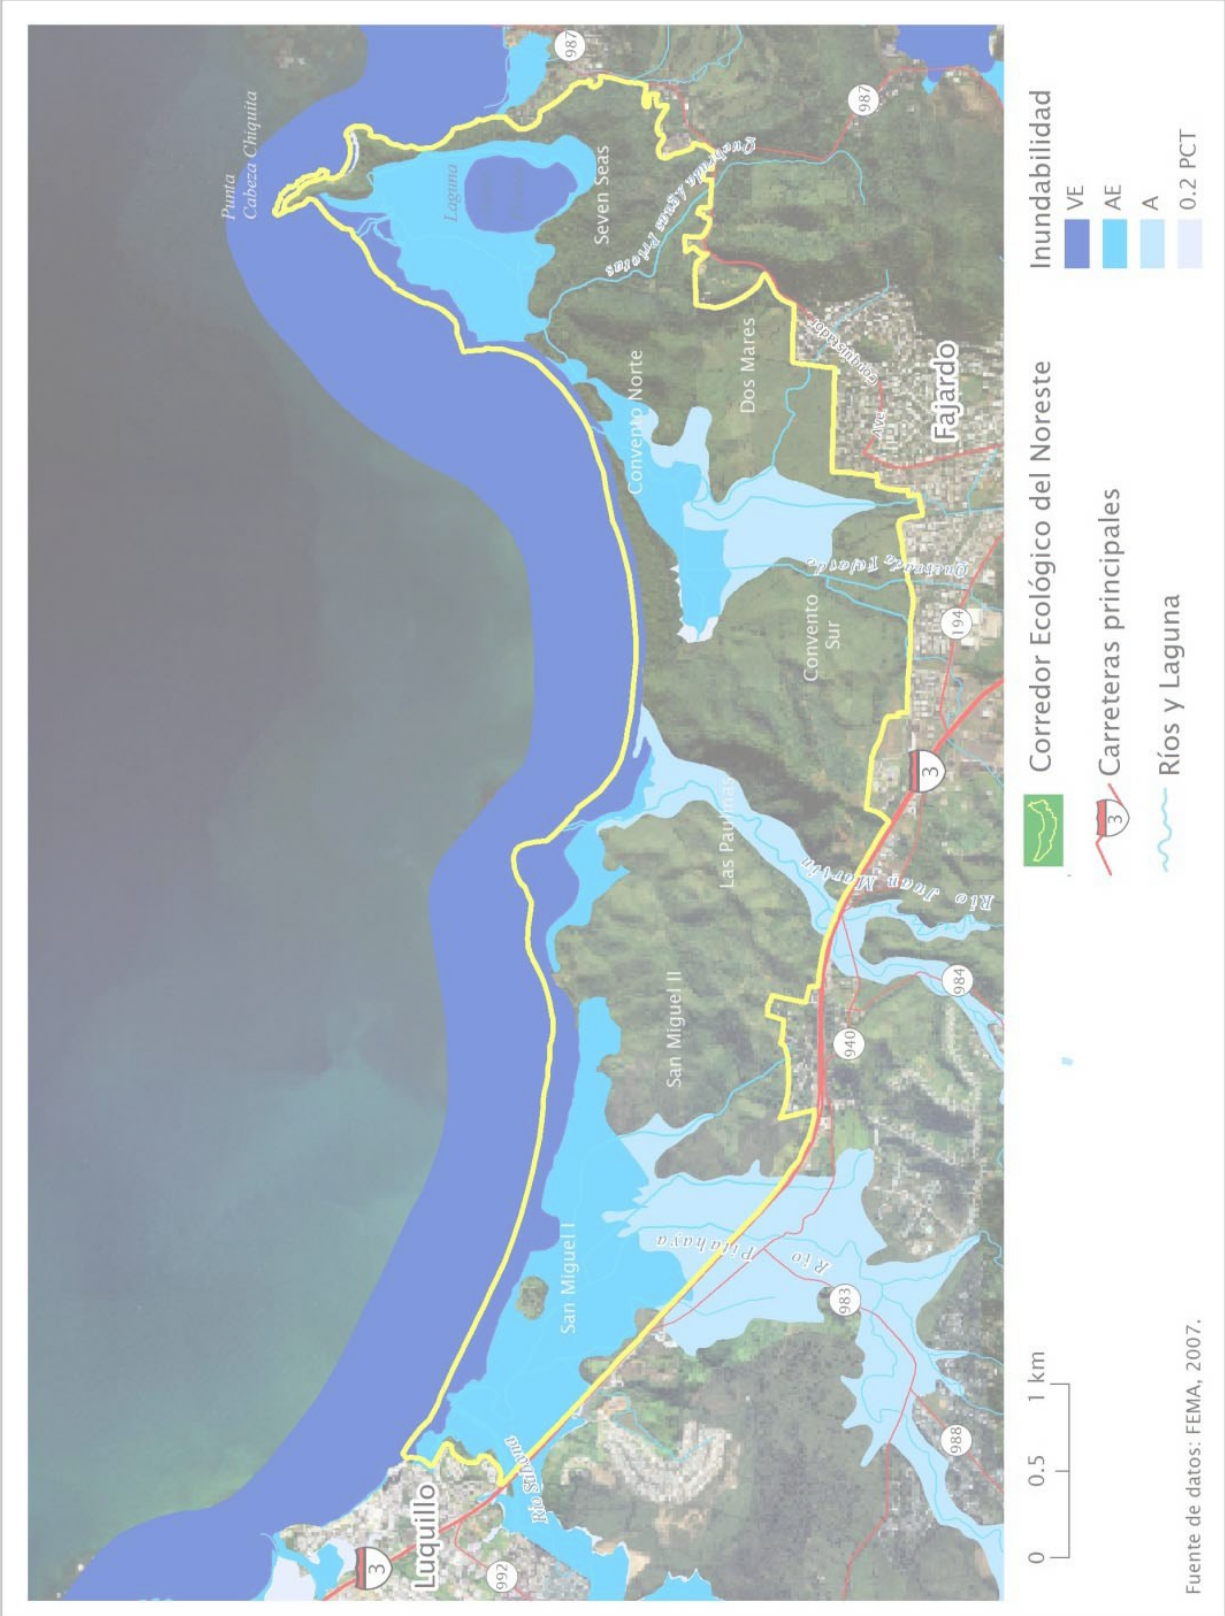 Punta
Cabeza Chiquita
Laguna
Seven Seas
Quebrada Aguas Prietas
987
987
Convento Norte
Dos Mares
Ave. Conquistador
Fajardo
Convento
Sur
Quebrada Fajardo
194
3
Las Paulinas
Río Juan Martín
San Miguel II
984
940
San Miguel I
Río Pitahaya
983
988
Río Sabana
Luquillo
3
992
Corredor Ecológico del Noreste
3
Carreteras principales
Ríos y Laguna
Inundabilidad
VE
AE
A
0.2 PCT
0
0.5
1 km
Fuente de datos: FEMA, 2007.